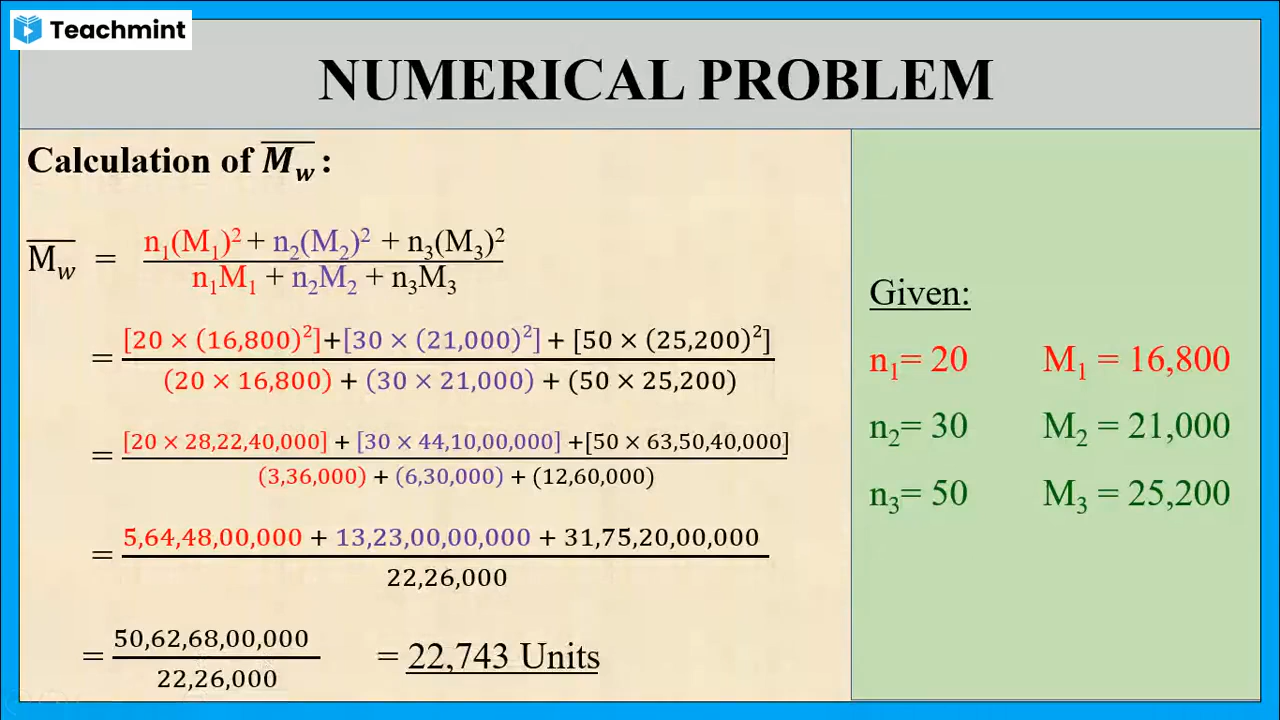 Teachmint
NUMERICAL PROBLEM
Calculation of M̅w :
M̅w = n₁(M₁)² + n₂(M₂)² + n₃(M₃)²
n₁M₁ + n₂M₂ + n₃M₃
= [20 × (16,800)²]+[30 × (21,000)²] + [50 × (25,200)²]
(20 × 16,800) + (30 × 21,000) + (50 × 25,200)
= [20 × 28,22,40,000] + [30 × 44,10,00,000] +[50 × 63,50,40,000]
(3,36,000) + (6,30,000) + (12,60,000)
= 5,64,48,00,000 + 13,23,00,00,000 + 31,75,20,00,000
22,26,000
= 50,62,68,00,000
22,26,000
= 22,743 Units
Given:
n₁= 20 M₁ = 16,800
n₂= 30 M₂ = 21,000
n₃= 50 M₃ = 25,200